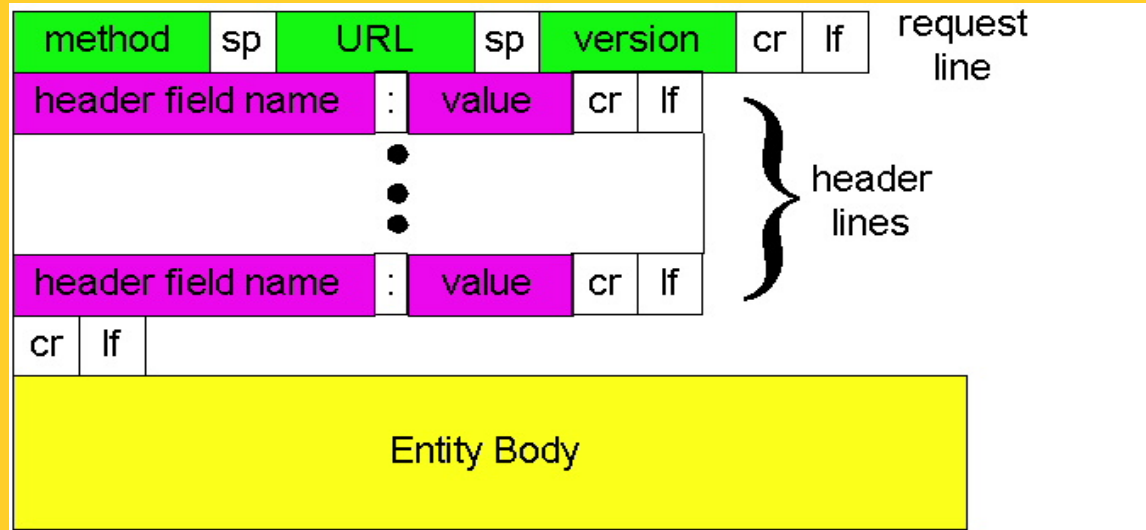 method sp URL sp version cr lf request
line
header field name : value cr lf
header
lines
header field name : value cr lf
cr lf
Entity Body